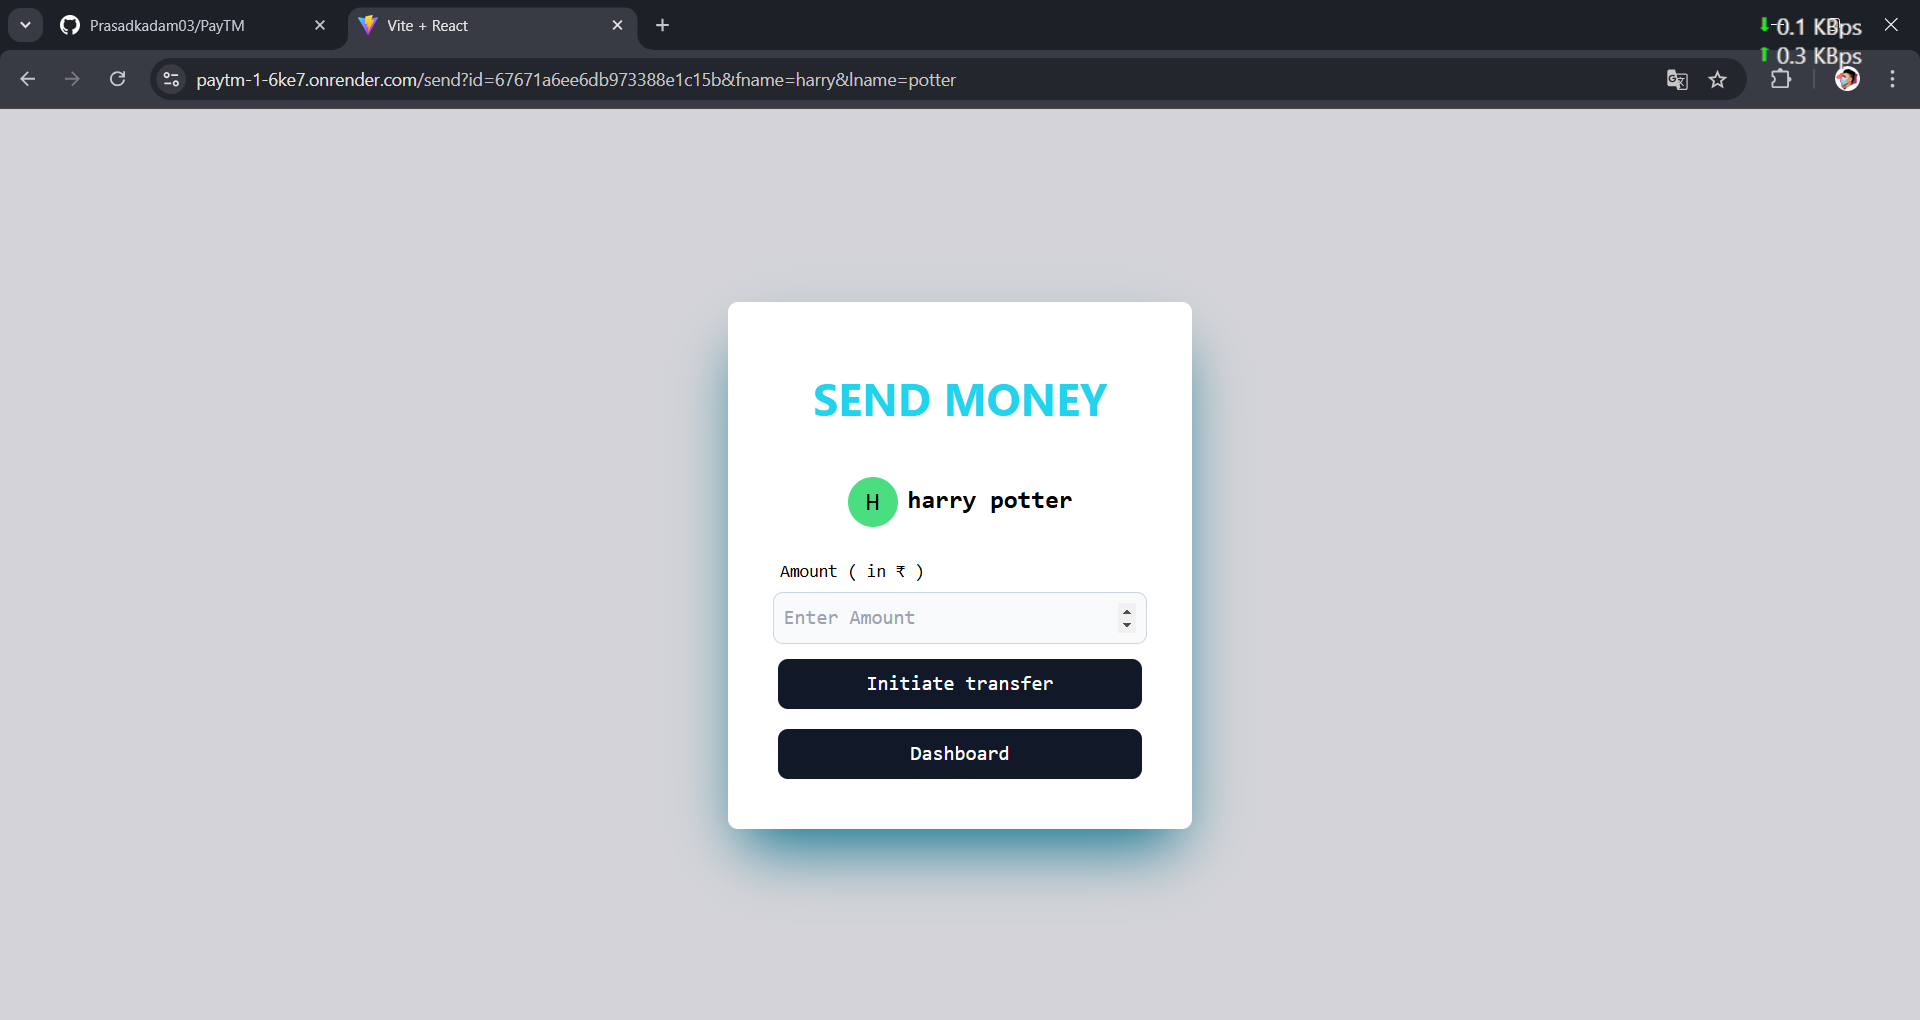 Prasadkadam03/PayTM
Vite + React
0.1 KBps
0.3 KBps
paytm-1-6ke7.onrender.com/send?id=67671a6ee6db973388e1c15b&fname=harry&lname=potter
SEND MONEY
H harry potter
Amount ( in ₹ )
Enter Amount
Initiate transfer
Dashboard